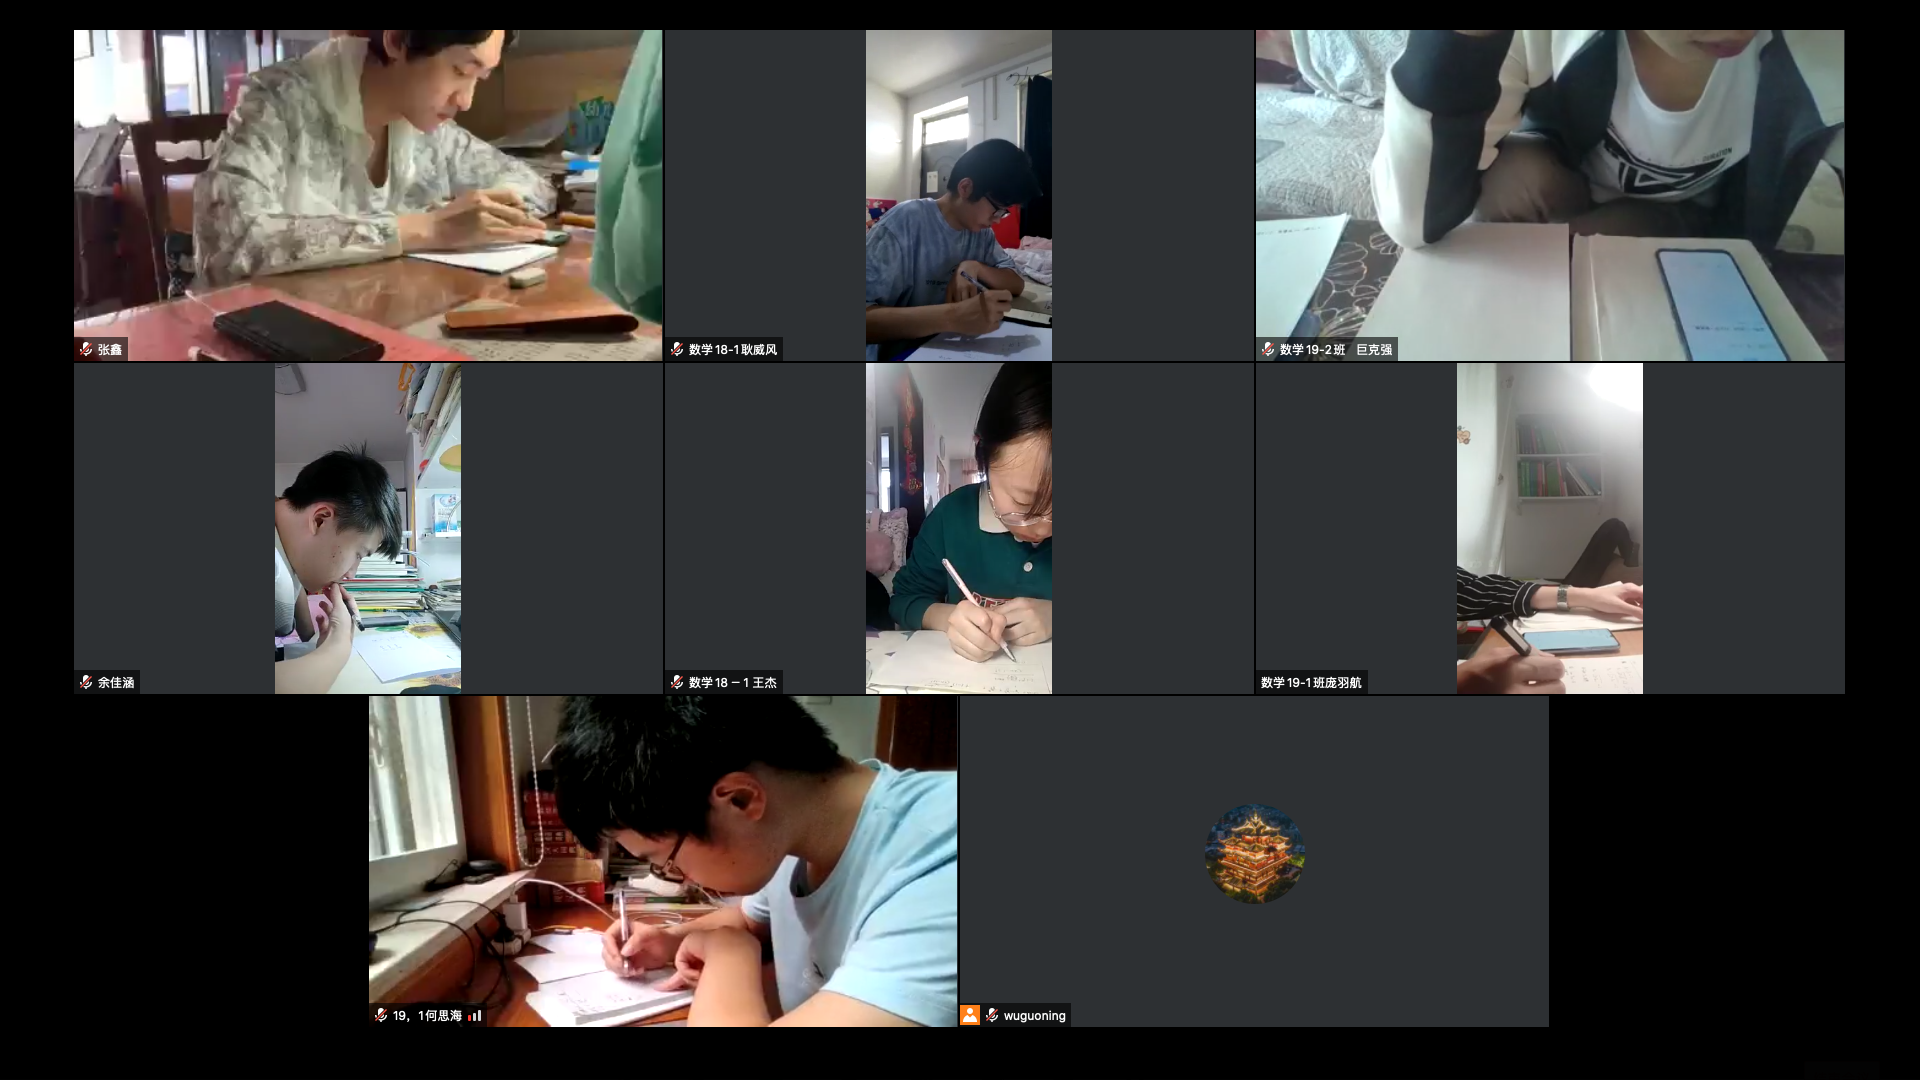 张鑫
数学18-1耿威风
数学19-2班 巨克强
余佳涵
数学18－1 王杰
数学19-1班庞羽航
19，1何思海
wuguoning